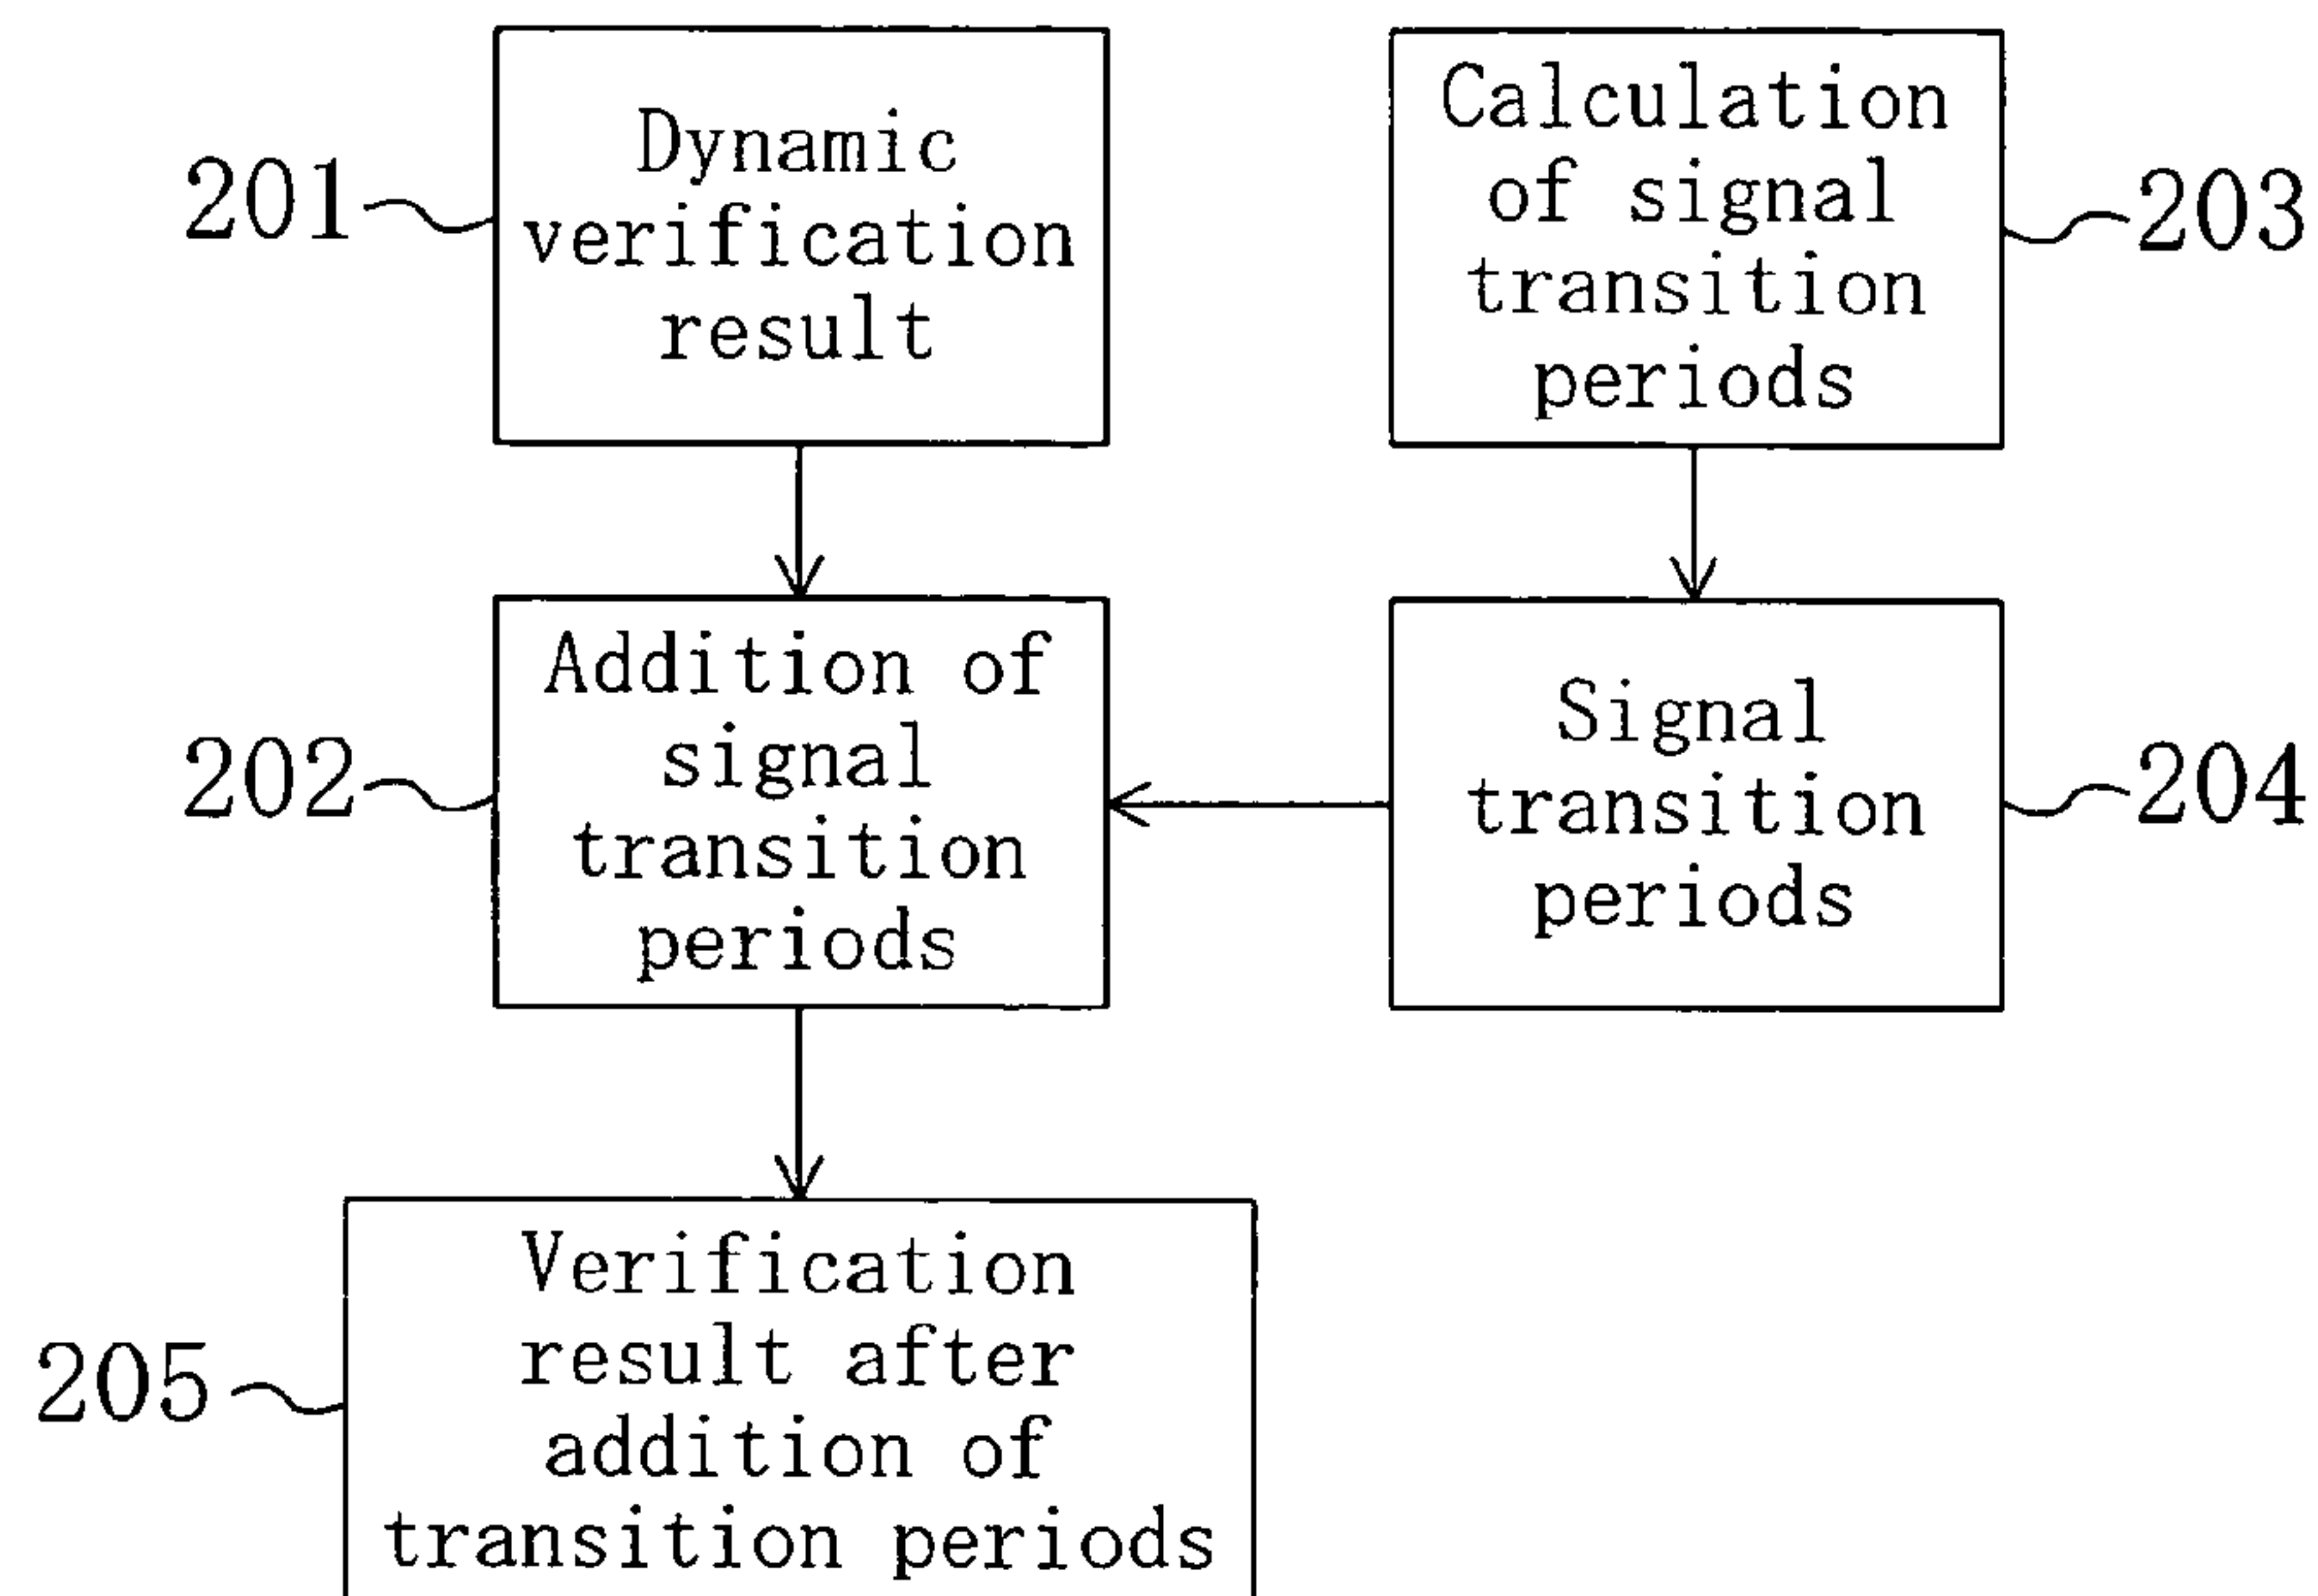 201
Dynamic
verification
result
Calculation
of signal
transition
periods
203
202
Addition of
signal
transition
periods
Signal
transition
periods
204
205
Verification
result after
addition of
transition periods